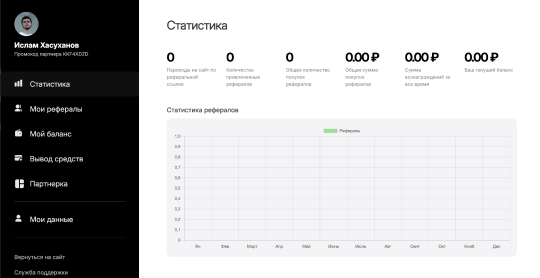 Ислам Хасуханов
Промокод партнера KKF4XDZD
Статистика
Мои рефералы
Мой баланс
Вывод средств
Партнерка
Мои данные
Вернуться на сайт
Служба поддержки
Статистика
0
Переходы на сайт по
реферальной
ссылке
0
Количество
привлеченных
рефералов
0
Общее количество
покупок
рефералов
0.00 ₽
Общая сумма
покупок
рефералов
0.00 ₽
Сумма
вознаграждений за
все время
0.00 ₽
Ваш текущий баланс
Статистика рефералов
Рефералы
1,0
0,9
0,8
0,7
0,6
0,5
0,4
0,3
0,2
0,1
0
Ян Фев Март Апр Май Июнь Июль Авг Сент Окт Нояб Дек